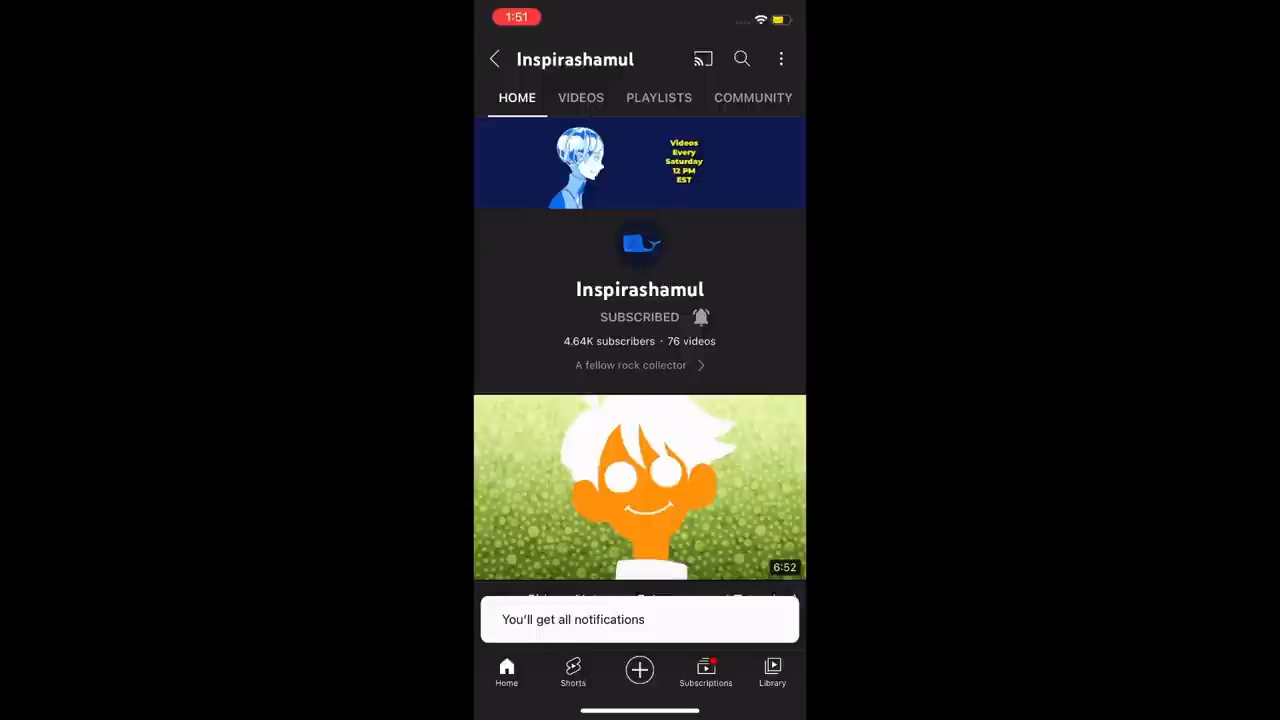 1:51
Inspirashamul
HOME VIDEOS PLAYLISTS COMMUNITY
Videos
Every
Saturday
12 PM
EST
Inspirashamul
SUBSCRIBED
4.64K subscribers · 76 videos
A fellow rock collector
6:52
You'll get all notifications
Home Shorts Subscriptions Library